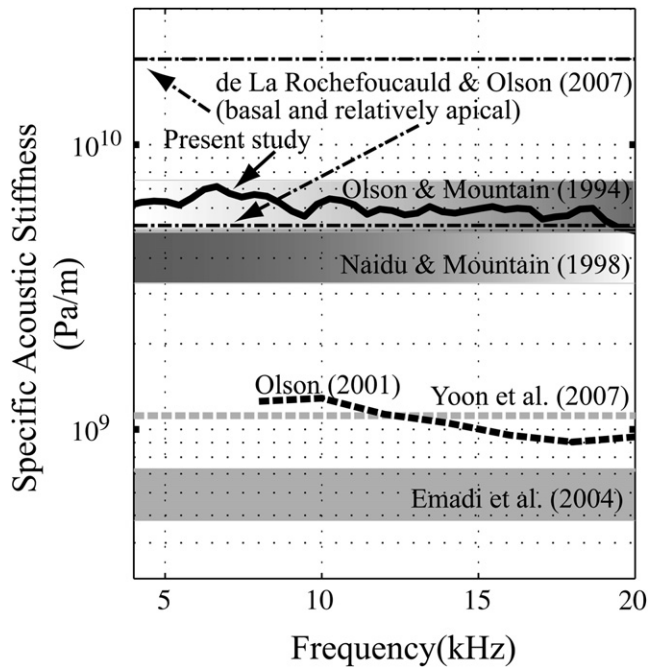 de La Rochefoucauld & Olson (2007)
(basal and relatively apical)
10^10
Present study
Olson & Mountain (1994)
Naidu & Mountain (1998)
Olson (2001)
Yoon et al. (2007)
10^9
Emadi et al. (2004)
Specific Acoustic Stiffness
(Pa/m)
5 10 15 20
Frequency(kHz)